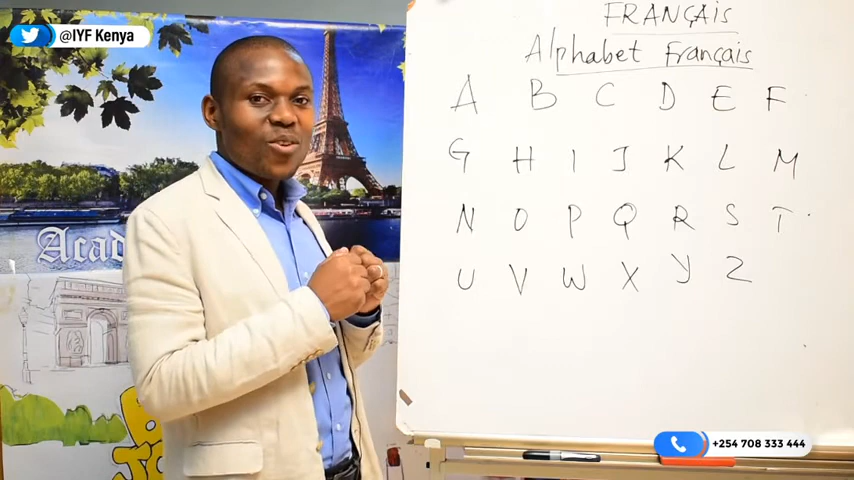 @IYF Kenya
FRANÇAIS
Alphabet Français
A B C D E F
G H I J K L M
N O P Q R S T
U V W X Y Z
Acad
+254 708 333 444